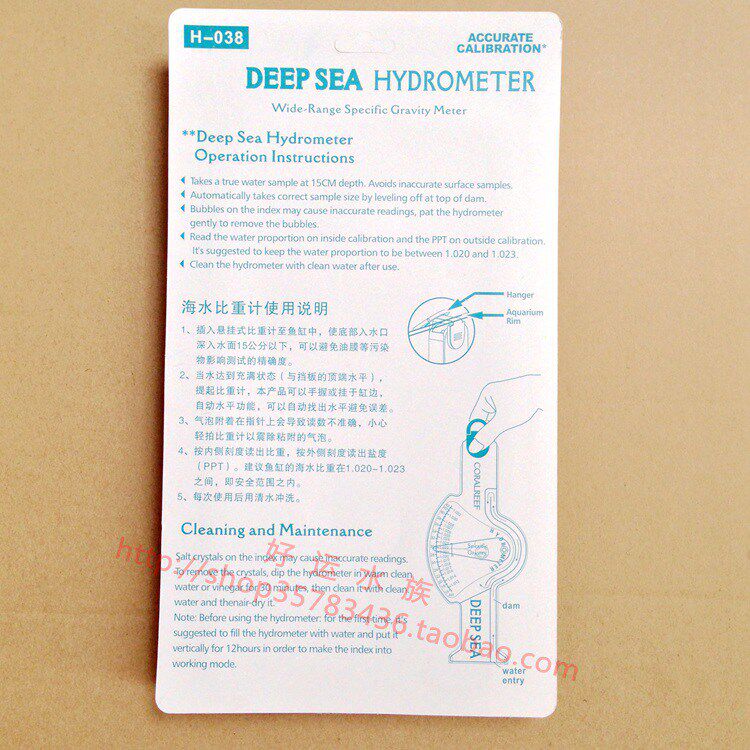 H-038
ACCURATE
CALIBRATION*
DEEP SEA HYDROMETER
Wide-Range Specific Gravity Meter
**Deep Sea Hydrometer
Operation Instructions
Takes a true water sample at 15CM depth. Avoids inaccurate surface samples.
Automatically takes correct sample size by leveling off at top of dam.
Bubbles on the index may cause inaccurate readings, pat the hydrometer
gently to remove the bubbles.
Read the water proportion on inside calibration and the PPT on outside calibration.
It's suggested to keep the water proportion to be between 1.020 and 1.023.
Clean the hydrometer with clean water after use.
海水比重计使用说明
1、插入悬挂式比重计至鱼缸中，使底部入水口
深入水面15公分以下，可以避免油膜等污染
物影响测试的精确度。
2、当水达到充满状态（与挡板的顶端水平），
提起比重计，本产品可以手握或挂于缸边，
自动水平功能，可以自动找出水平避免误差。
3、气泡附着在指针上会导致读数不准确，小心
轻拍比重计以震除粘附的气泡。
4、按内侧刻度读出比重，按外侧刻度读出盐度
（PPT）。建议鱼缸的海水比重在1.020-1.023
之间，即安全范围之内。
5、每次使用后用清水冲洗。
Hanger
Aquarium
Rim
CORALREEF
HYDROMETER
Specific
Gravity
DEEP SEA
dam
water
entry
Cleaning and Maintenance
Salt crystals on the index may cause inaccurate readings.
To remove the crystals, dip the hydrometer in warm clean
water or vinegar for 30 minutes, then clean it with clean
water and thenair-dry it.
Note: Before using the hydrometer: for the first time, it's
suggested to fill the hydrometer with water and put it
vertically for 12hours in order to make the index into
working mode.
好运水族
http://shop35783436.taobao.com